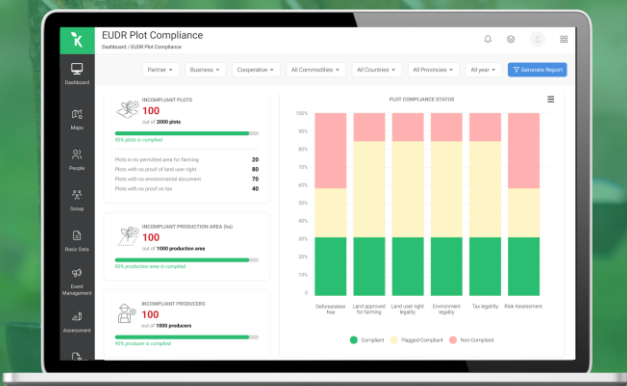 EUDR Plot Compliance
Dashboard / EUDR Plot Compliance
Partner
Business
Cooperative
All Commodities
All Countries
All Provincies
All year
Generate Report
Dashboard
Maps
People
Group
Basic Data
Event
Management
Assessment
INCOMPLIANT PLOTS
100
out of 2000 plots
95% plots is complied
Plots in no permitted area for farming 20
Plots with no proof of land user right 80
Plots with no environmental document 70
Plots with no proof on tax 40
INCOMPLIANT PRODUCTION AREA (ha)
100
out of 1000 production area
90% production area is complied
INCOMPLIANT PRODUCERS
100
out of 1000 producers
90% producer is complied
PLOT COMPLIANCE STATUS
100%
90%
80%
70%
60%
50%
40%
30%
20%
10%
0
Deforestation
free
Land approved
for farming
Land user right
legality
Environment
legality
Tax legality
Risk Assessment
Compliant
Flagged Compliant
Non-Compliant